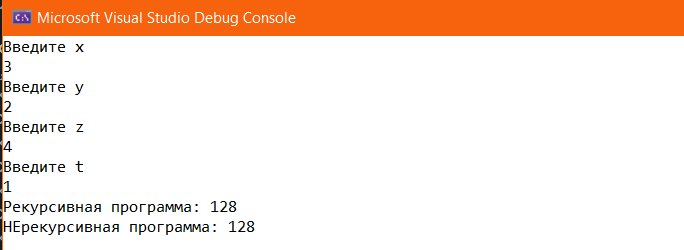 Microsoft Visual Studio Debug Console
Введите x
3
Введите y
2
Введите z
4
Введите t
1
Рекурсивная программа: 128
НЕрекурсивная программа: 128